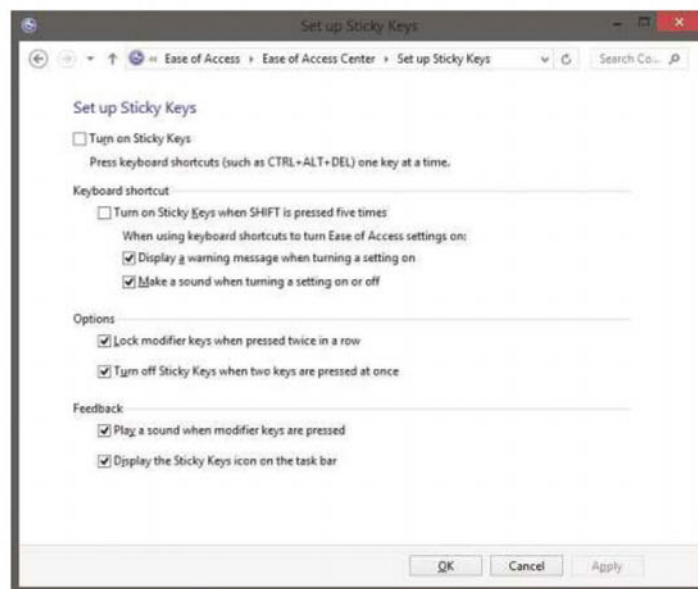 Set up Sticky Keys
Ease of Access Ease of Access Center Set up Sticky Keys Search Co...
Set up Sticky Keys
Turn on Sticky Keys
Press keyboard shortcuts (such as CTRL+ALT+DEL) one key at a time.
Keyboard shortcut
Turn on Sticky Keys when SHIFT is pressed five times
When using keyboard shortcuts to turn Ease of Access settings on:
Display a warning message when turning a setting on
Make a sound when turning a setting on or off
Options
Lock modifier keys when pressed twice in a row
Turn off Sticky Keys when two keys are pressed at once
Feedback
Play a sound when modifier keys are pressed
Display the Sticky Keys icon on the task bar
OK Cancel Apply